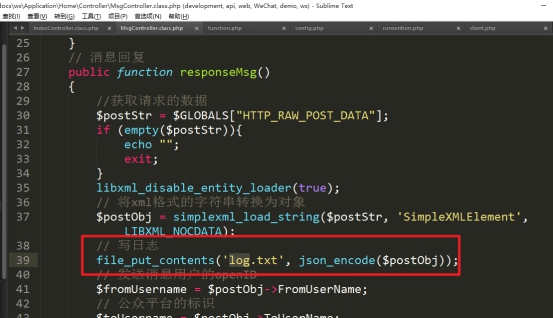 docs\wx\Application\Home\Controller\MsgController.class.php (development, api, web, WeChat, demo, wx) - Sublime Text
查找(I) 查看(V) 转到(G) 工具(T) 项目(P) 首选项(N) 帮助(H)
IndexController.class.php MsgController.class.php function.php config.php convention.php client.php
25 }
26 // 消息回复
27 public function responseMsg()
28 {
29 //获取请求的数据
30 $postStr = $GLOBALS["HTTP_RAW_POST_DATA"];
31 if (empty($postStr)){
32 echo "";
33 exit;
34 }
35 libxml_disable_entity_loader(true);
36 // 将xml格式的字符串转换为对象
37 $postObj = simplexml_load_string($postStr, 'SimpleXMLElement',
LIBXML_NOCDATA);
38 // 写日志
39 file_put_contents('log.txt', json_encode($postObj));
40 // 发送消息用户的openID
41 $fromUsername = $postObj->FromUserName;
42 // 公众平台的标识
43 $toUsername = $postObj->ToUserName;